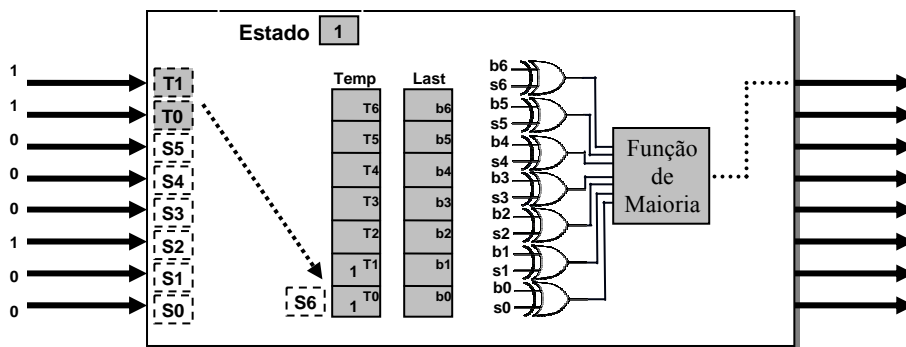 Estado 1
Temp Last
1 T1
1 T0
0 S5
0 S4
0 S3
1 S2
0 S1
0 S0
S6
T6 b6
T5 b5
T4 b4
T3 b3
T2 b2
1 T1 b1
1 T0 b0
b6
s6
b5
s5
b4
s4
b3
s3
b2
s2
b1
s1
b0
s0
Função
de
Maioria